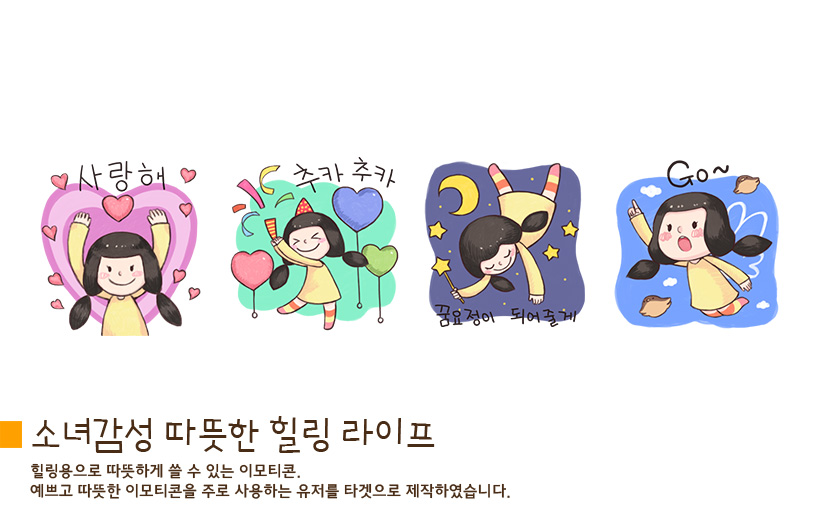 사랑해
추카 추카
꿈요정이 되어줄게
Go~
소녀감성 따뜻한 힐링 라이프
힐링용으로 따뜻하게 쓸 수 있는 이모티콘.
예쁘고 따뜻한 이모티콘을 주로 사용하는 유저를 타겟으로 제작하였습니다.